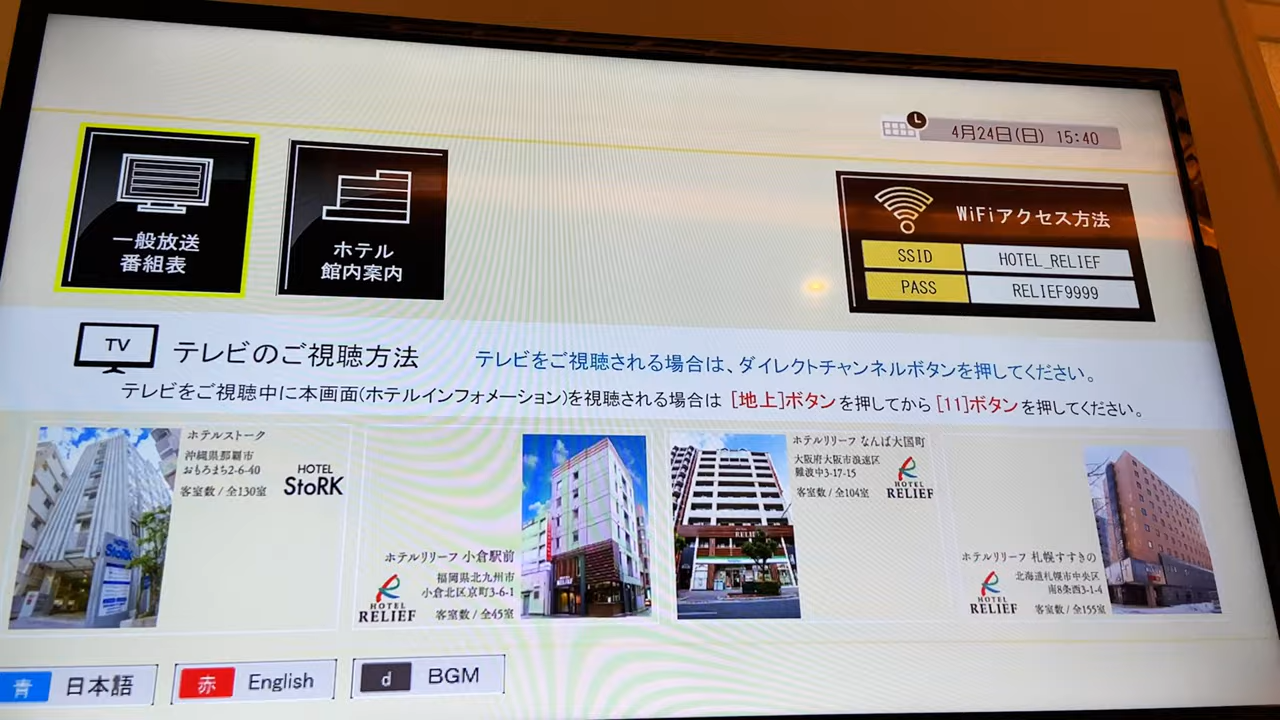 4月24日(日) 15:40
一般放送
番組表
ホテル
館内案内
WiFiアクセス方法
SSID HOTEL_RELIEF
PASS RELIEF9999
TV テレビのご視聴方法 テレビをご視聴される場合は、ダイレクトチャンネルボタンを押してください。
テレビをご視聴中に本画面(ホテルインフォメーション)を視聴される場合は [地上]ボタンを押してから [11]ボタンを押してください。
ホテルストーク
沖縄県那覇市
おもろまち2-6-40
客室数 / 全130室
HOTEL
StoRK
ホテルリリーフ 小倉駅前
福岡県北九州市
小倉北区京町3-6-1
客室数 / 全45室
HOTEL
RELIEF
ホテルリリーフ なんば大国町
大阪府大阪市浪速区
難波中3-17-15
客室数 / 全104室
HOTEL
RELIEF
ホテルリリーフ 札幌すすきの
北海道札幌市中央区
南8条西3-1-4
客室数 / 全155室
HOTEL
RELIEF
青 日本語
赤 English
d BGM